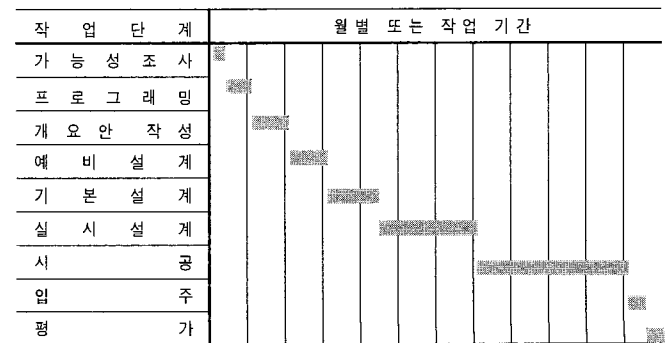 작업단계 월별 또는 작업 기간
가능성조사
프로그래밍
개요안 작성
예비설계
기본설계
실시설계
시공
입주
평가